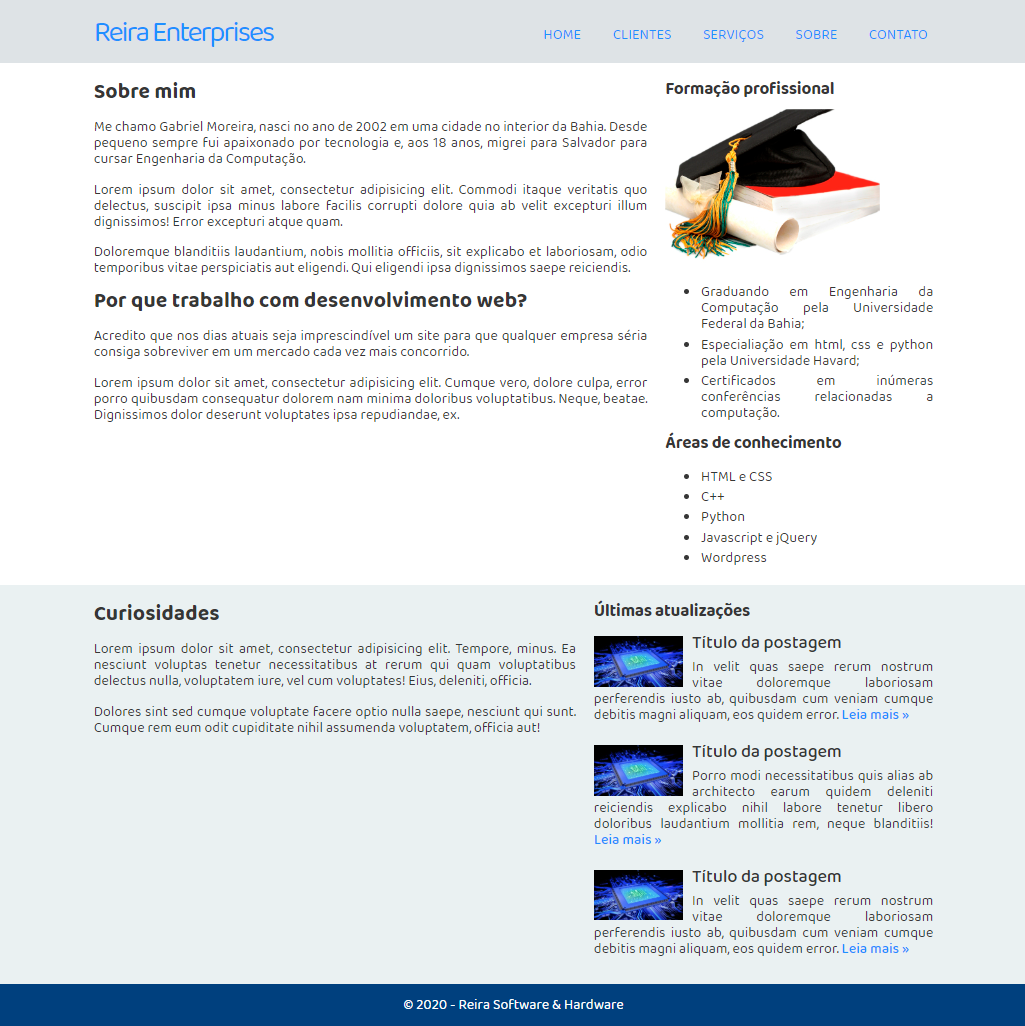 Reira Enterprises
HOME CLIENTES SERVIÇOS SOBRE CONTATO
Sobre mim
Me chamo Gabriel Moreira, nasci no ano de 2002 em uma cidade no interior da Bahia. Desde
pequeno sempre fui apaixonado por tecnologia e, aos 18 anos, migrei para Salvador para
cursar Engenharia da Computação.
Lorem ipsum dolor sit amet, consectetur adipisicing elit. Commodi itaque veritatis quo
delectus, suscipit ipsa minus labore facilis corrupti dolore quia ab velit excepturi illum
dignissimos! Error excepturi atque quam.
Doloremque blanditiis laudantium, nobis mollitia officiis, sit explicabo et laboriosam, odio
temporibus vitae perspiciatis aut eligendi. Qui eligendi ipsa dignissimos saepe reiciendis.
Por que trabalho com desenvolvimento web?
Acredito que nos dias atuais seja imprescindível um site para que qualquer empresa séria
consiga sobreviver em um mercado cada vez mais concorrido.
Lorem ipsum dolor sit amet, consectetur adipisicing elit. Cumque vero, dolore culpa, error
porro quibusdam consequatur dolorem nam minima doloribus voluptatibus. Neque, beatae.
Dignissimos dolor deserunt voluptates ipsa repudiandae, ex.
Formação profissional
• Graduando em Engenharia da
Computação pela Universidade
Federal da Bahia;
• Especialiação em html, css e python
pela Universidade Havard;
• Certificados em inúmeras
conferências relacionadas a
computação.
Áreas de conhecimento
• HTML e CSS
• C++
• Python
• Javascript e jQuery
• Wordpress
Curiosidades
Lorem ipsum dolor sit amet, consectetur adipisicing elit. Tempore, minus. Ea
nesciunt voluptas tenetur necessitatibus at rerum qui quam voluptatibus
delectus nulla, voluptatem iure, vel cum voluptates! Eius, deleniti, officia.
Dolores sint sed cumque voluptate facere optio nulla saepe, nesciunt qui sunt.
Cumque rem eum odit cupiditate nihil assumenda voluptatem, officia aut!
Últimas atualizações
Título da postagem
In velit quas saepe rerum nostrum
vitae doloremque laboriosam
perferendis iusto ab, quibusdam cum veniam cumque
debitis magni aliquam, eos quidem error. Leia mais »
Título da postagem
Porro modi necessitatibus quis alias ab
architecto earum quidem deleniti
reiciendis explicabo nihil labore tenetur libero
doloribus laudantium mollitia rem, neque blanditiis!
Leia mais »
Título da postagem
In velit quas saepe rerum nostrum
vitae doloremque laboriosam
perferendis iusto ab, quibusdam cum veniam cumque
debitis magni aliquam, eos quidem error. Leia mais »
© 2020 - Reira Software & Hardware